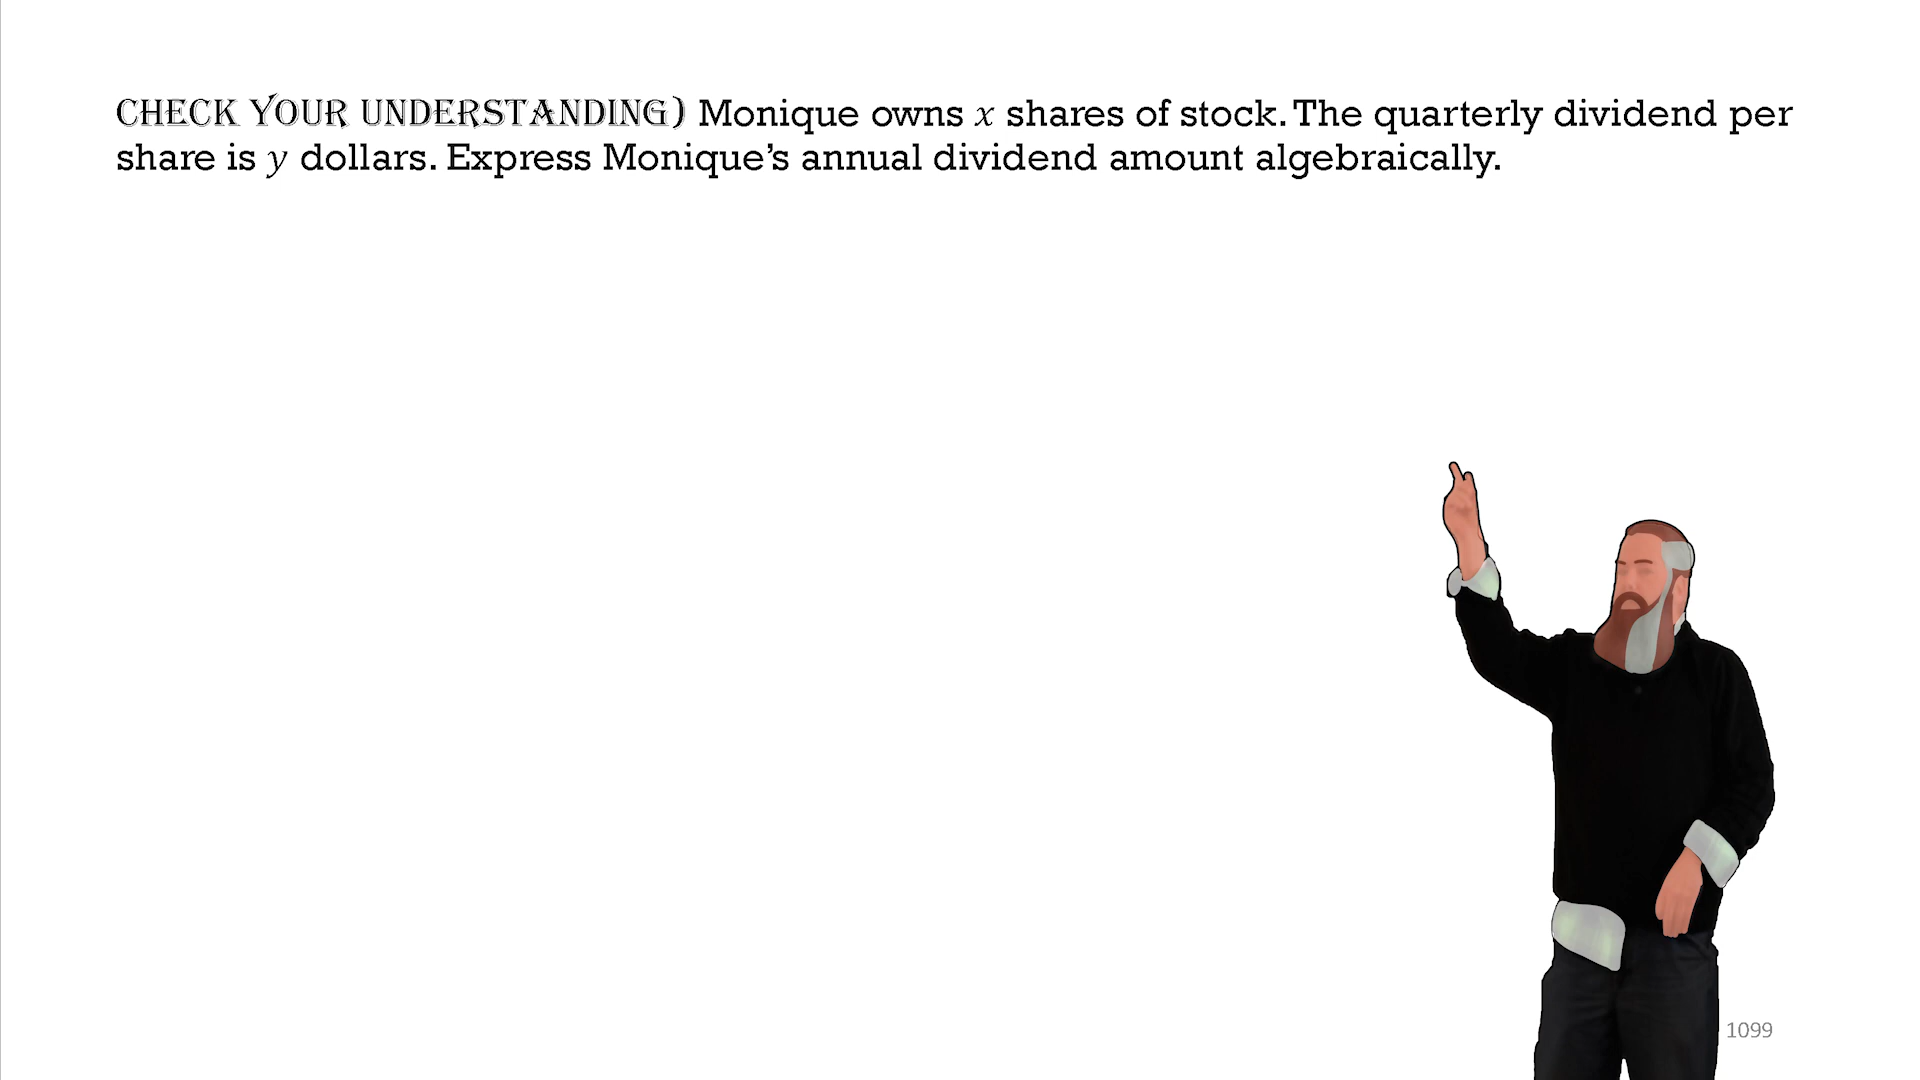 CHECK YOUR UNDERSTANDING) Monique owns x shares of stock. The quarterly dividend per
share is y dollars. Express Monique’s annual dividend amount algebraically.
1099